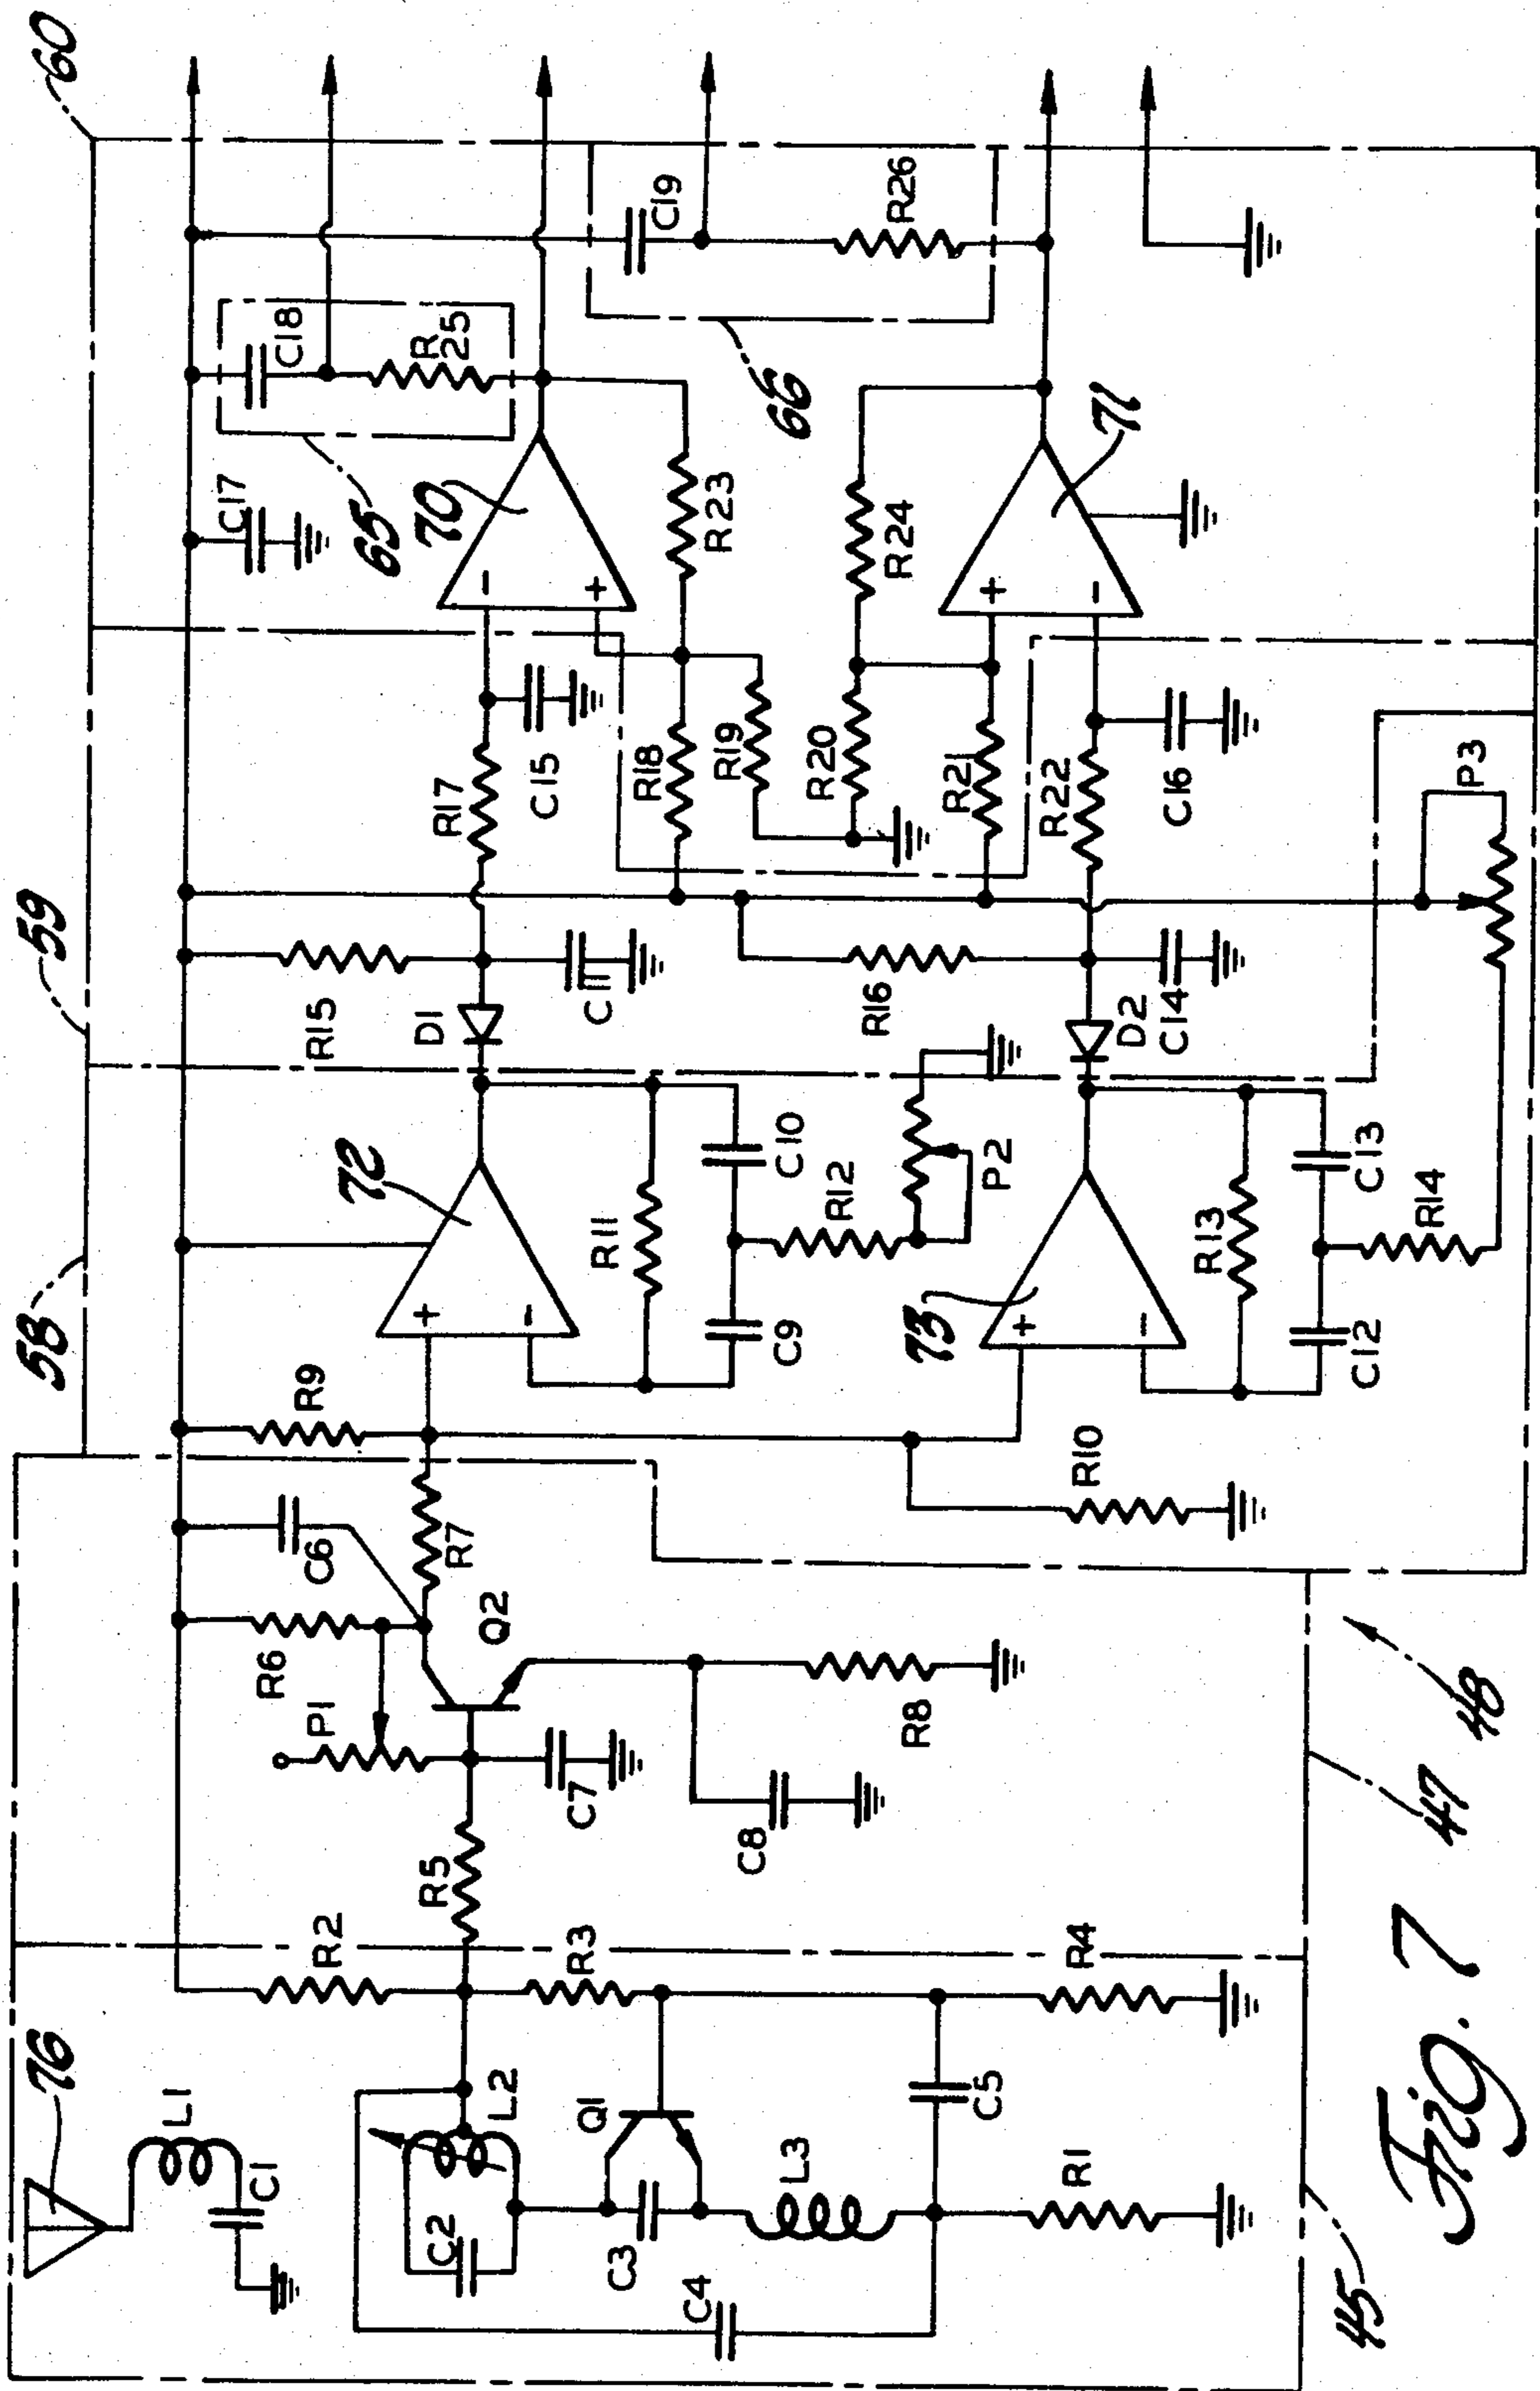 76
L1
C1
R2
L2
C2
C4
Q1
C3
L3
C5
R3
R1
R4
45
R5
R6
P1
C6
R7
Q2
C7
C8
R8
47
48
58
R9
72
R11
C9
C10
R12
P2
73
R10
R13
C12
C13
R14
59
R15
D1
C11
R16
D2
C14
R17
C15
R18
R19
R20
R21
R22
C16
P3
60
C17
65
C18
R
25
70
R23
R24
71
66
C19
R26
+
-
+
-
-
+
+
-
Fig. 7